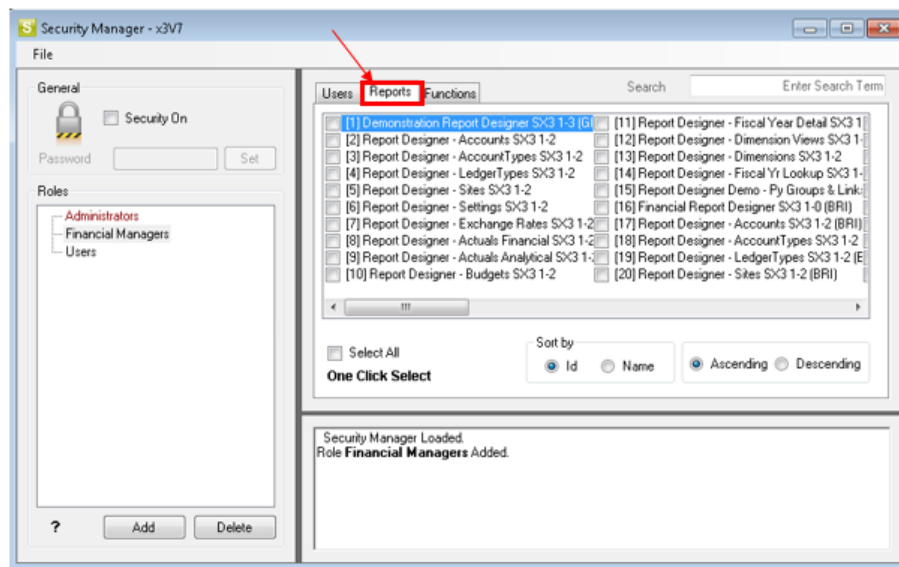 Security Manager - x3V7
File
General
Security On
Password
Set
Roles
Administrators
Financial Managers
Users
?
Add
Delete
Users
Reports
Functions
Search
Enter Search Term
[1] Demonstration Report Designer SX3 1-3 (G
[2] Report Designer - Accounts SX3 1-2
[3] Report Designer - AccountTypes SX3 1-2
[4] Report Designer - LedgerTypes SX3 1-2
[5] Report Designer - Sites SX3 1-2
[6] Report Designer - Settings SX3 1-2
[7] Report Designer - Exchange Rates SX3 1-2
[8] Report Designer - Actuals Financial SX3 1-2
[9] Report Designer - Actuals Analytical SX3 1-
[10] Report Designer - Budgets SX3 1-2
[11] Report Designer - Fiscal Year Detail SX3 1
[12] Report Designer - Dimension Views SX3 1-
[13] Report Designer - Dimensions SX3 1-2
[14] Report Designer - Fiscal Yr Lookup SX3 1-
[15] Report Designer Demo - Py Groups & Link
[16] Financial Report Designer SX3 1-0 (BRI)
[17] Report Designer - Accounts SX3 1-2 (BRI)
[18] Report Designer - AccountTypes SX3 1-2
[19] Report Designer - LedgerTypes SX3 1-2 (
[20] Report Designer - Sites SX3 1-2 (BRI)
Select All
One Click Select
Sort by
Id
Name
Ascending
Descending
Security Manager Loaded.
Role Financial Managers Added.